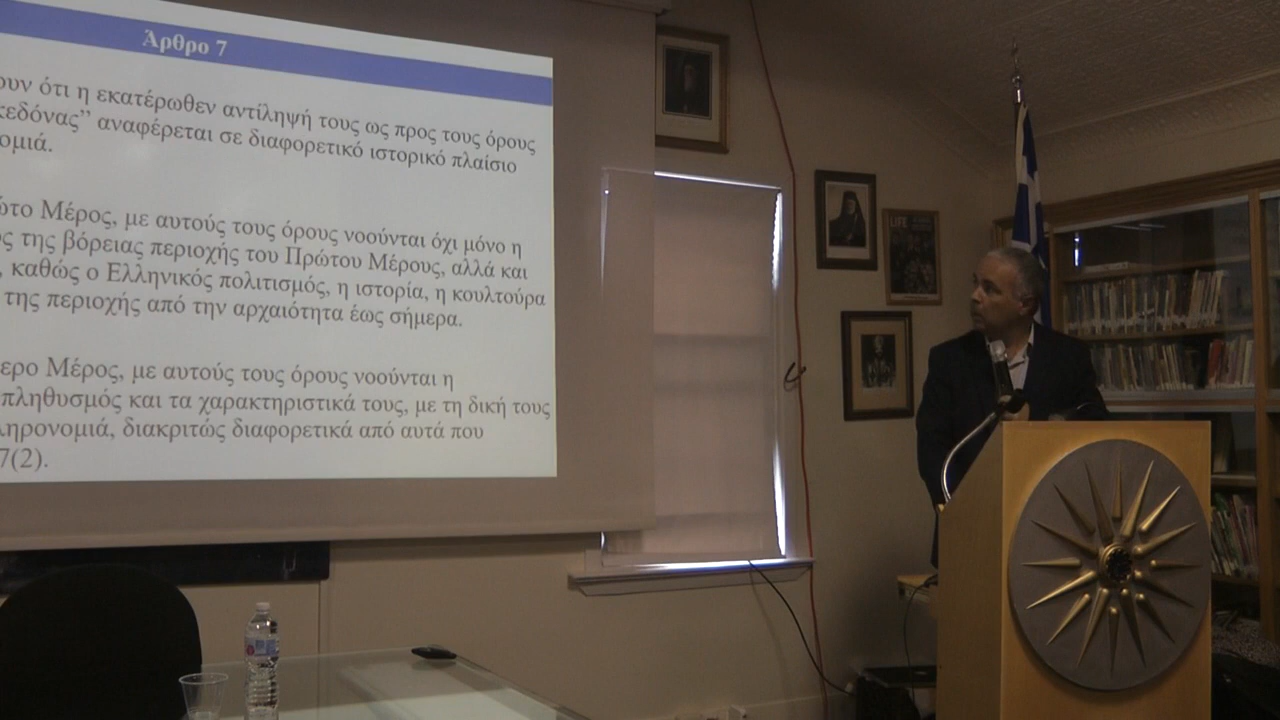 Άρθρο 7
ουν ότι η εκατέρωθεν αντίληψή τους ως προς τους όρους
κεδόνας” αναφέρεται σε διαφορετικό ιστορικό πλαίσιο
ομιά.
ώτο Μέρος, με αυτούς τους όρους νοούνται όχι μόνο η
ς της βόρειας περιοχής του Πρώτου Μέρους, αλλά και
, καθώς ο Ελληνικός πολιτισμός, η ιστορία, η κουλτούρα
της περιοχής από την αρχαιότητα έως σήμερα.
ερο Μέρος, με αυτούς τους όρους νοούνται η
πληθυσμός και τα χαρακτηριστικά τους, με τη δική τους
ληρονομιά, διακριτώς διαφορετικά από αυτά που
7(2).
LIFE